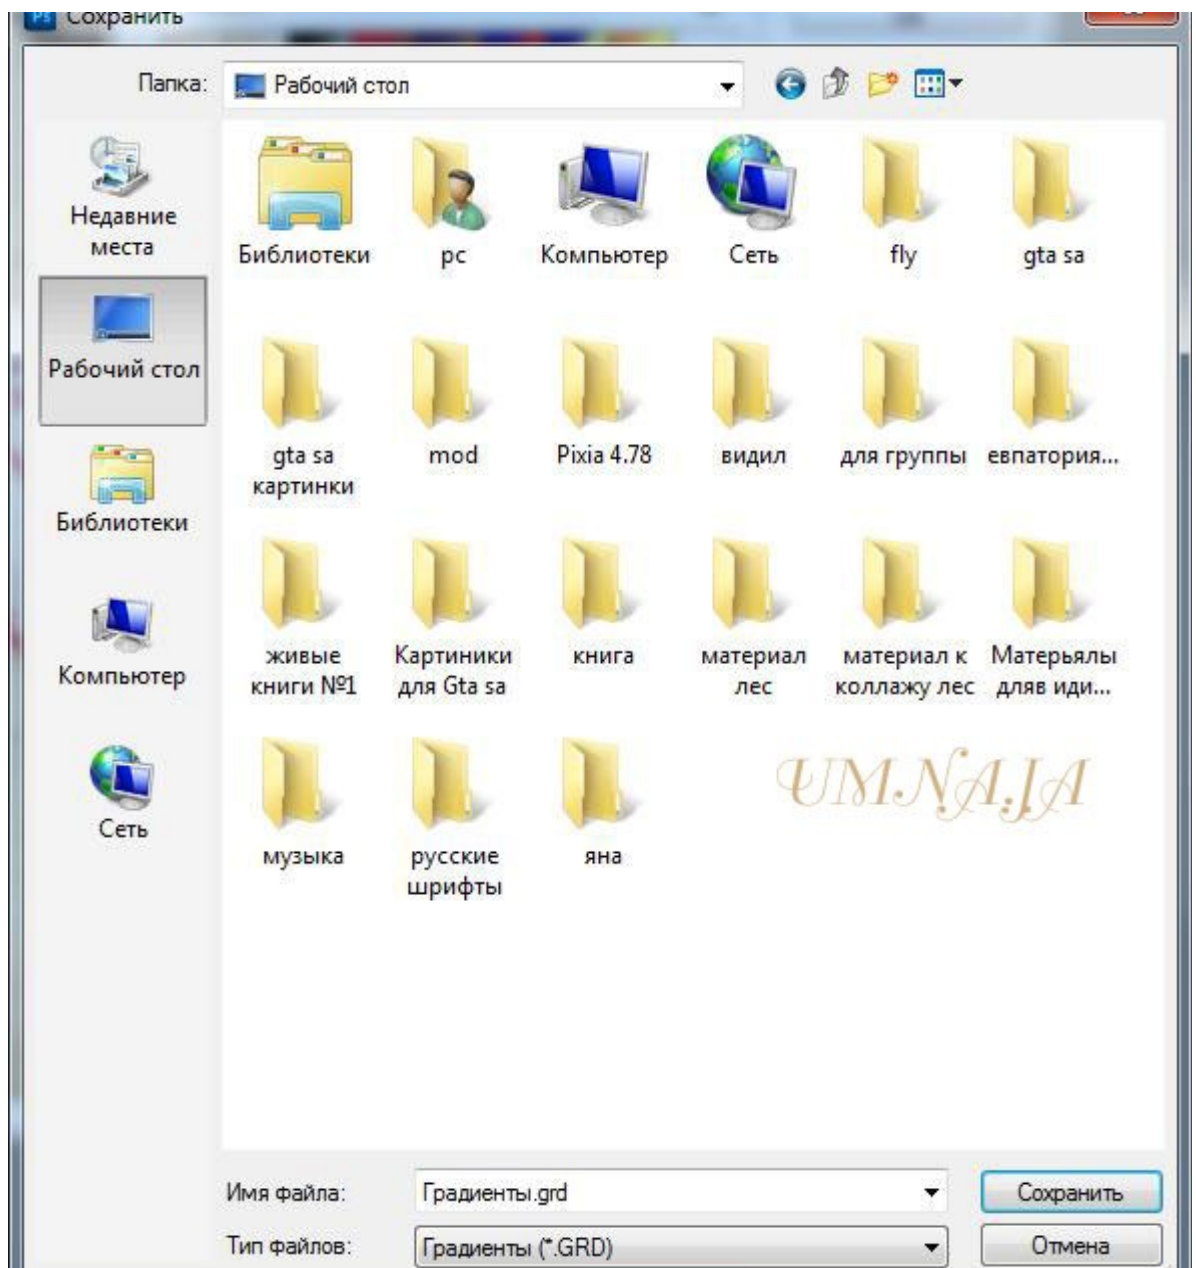 Ps Сохранить
Папка: Рабочий стол
Недавние
места
Рабочий стол
Библиотеки
Компьютер
Сеть
Библиотеки pc Компьютер Сеть fly gta sa
gta sa
картинки
mod
Pixia 4.78
видил
для группы
евпатория...
живые
книги №1
Картиники
для Gta sa
книга
материал
лес
материал к
коллажу лес
Матерьялы
дляв иди...
музыка
русские
шрифты
яна
UMNAJA
Имя файла: Градиенты.grd Сохранить
Тип файлов: Градиенты (*.GRD) Отмена